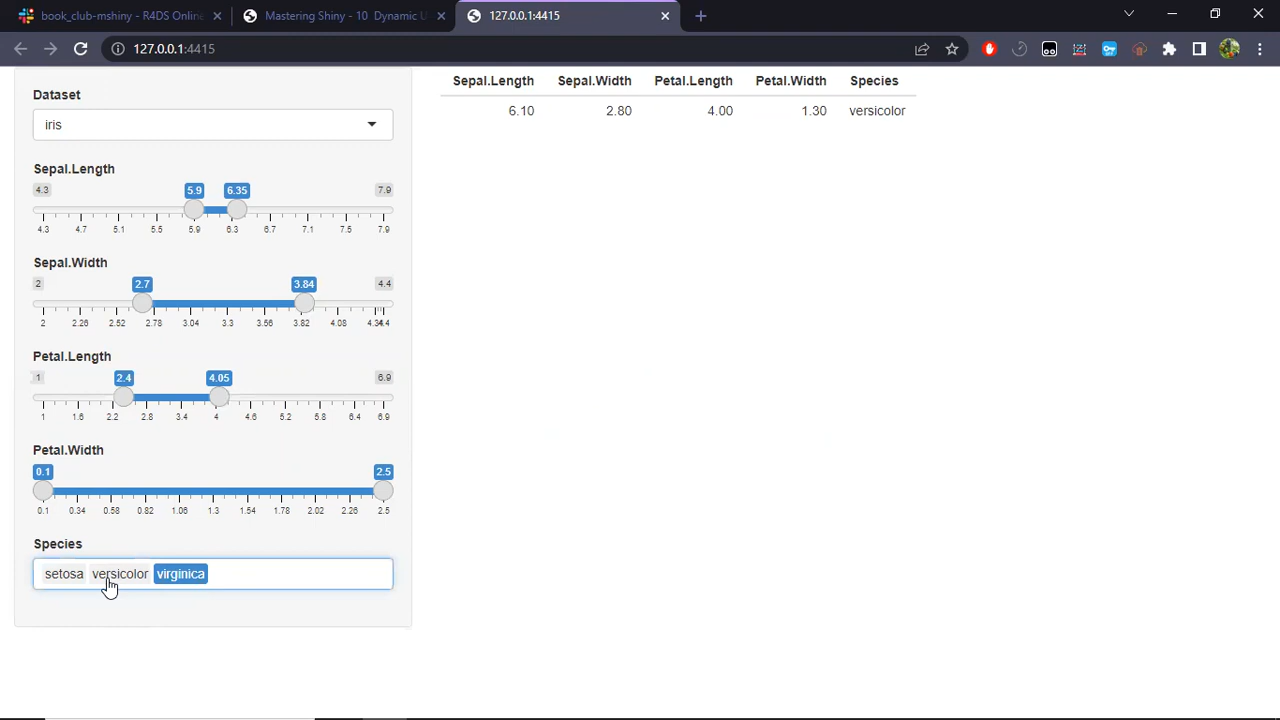 book_club-mshiny - R4DS Online
Mastering Shiny - 10 Dynamic U
127.0.0.1:4415
127.0.0.1:4415
Dataset
iris
Sepal.Length
5.9 6.35
4.3 7.9
4.3 4.7 5.1 5.5 5.9 6.3 6.7 7.1 7.5 7.9
Sepal.Width
2 2.7 3.84 4.4
2 2.26 2.52 2.78 3.04 3.3 3.56 3.82 4.08 4.34 4.4
Petal.Length
1 2.4 4.05 6.9
1 1.6 2.2 2.8 3.4 4 4.6 5.2 5.8 6.4 6.9
Petal.Width
0.1 2.5
0.1 0.34 0.58 0.82 1.06 1.3 1.54 1.78 2.02 2.26 2.5
Species
setosa versicolor virginica
Sepal.Length Sepal.Width Petal.Length Petal.Width Species
6.10 2.80 4.00 1.30 versicolor